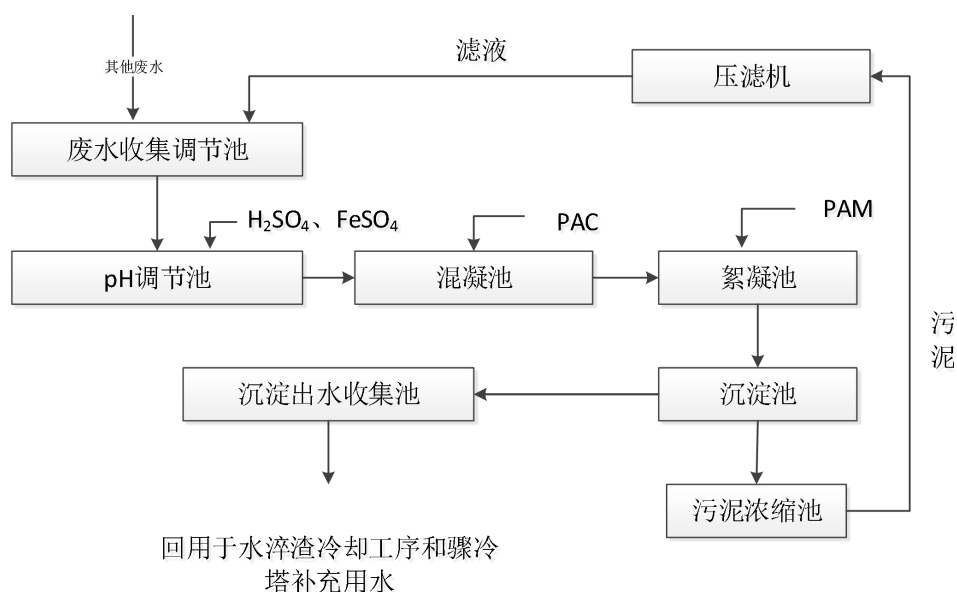 滤液
压滤机
其他废水
废水收集调节池
H₂SO₄、FeSO₄
PAC
PAM
pH调节池
混凝池
絮凝池
污
泥
沉淀出水收集池
沉淀池
污泥浓缩池
回用于水淬渣冷却工序和骤冷
塔补充用水